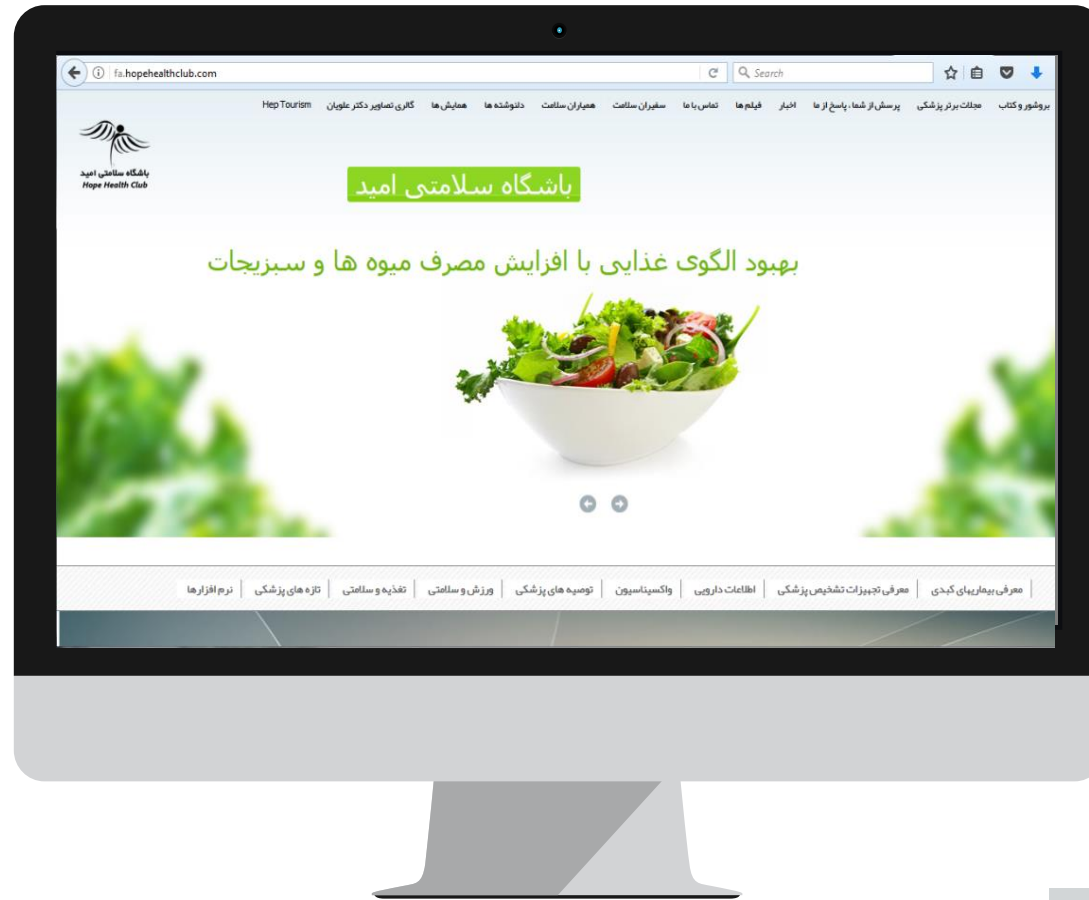 fa.hopehealthclub.com
Search
بروشور و کتاب مجلات برتر پزشکی پرسش از شما، پاسخ از ما اخبار فیلم ها تماس با ما سفیران سلامت همیاران سلامت دلنوشته ها همایش ها گالری تصاویر دکتر علویان Hep Tourism
باشگاه سلامتی امید
Hope Health Club
باشگاه سلامتی امید
بهبود الگوی غذایی با افزایش مصرف میوه ها و سبزیجات
معرفی بیماریهای کبدی معرفی تجهیزات تشخیص پزشکی اطلاعات دارویی واکسیناسیون توصیه های پزشکی ورزش و سلامتی تغذیه و سلامتی تازه های پزشکی نرم افزارها